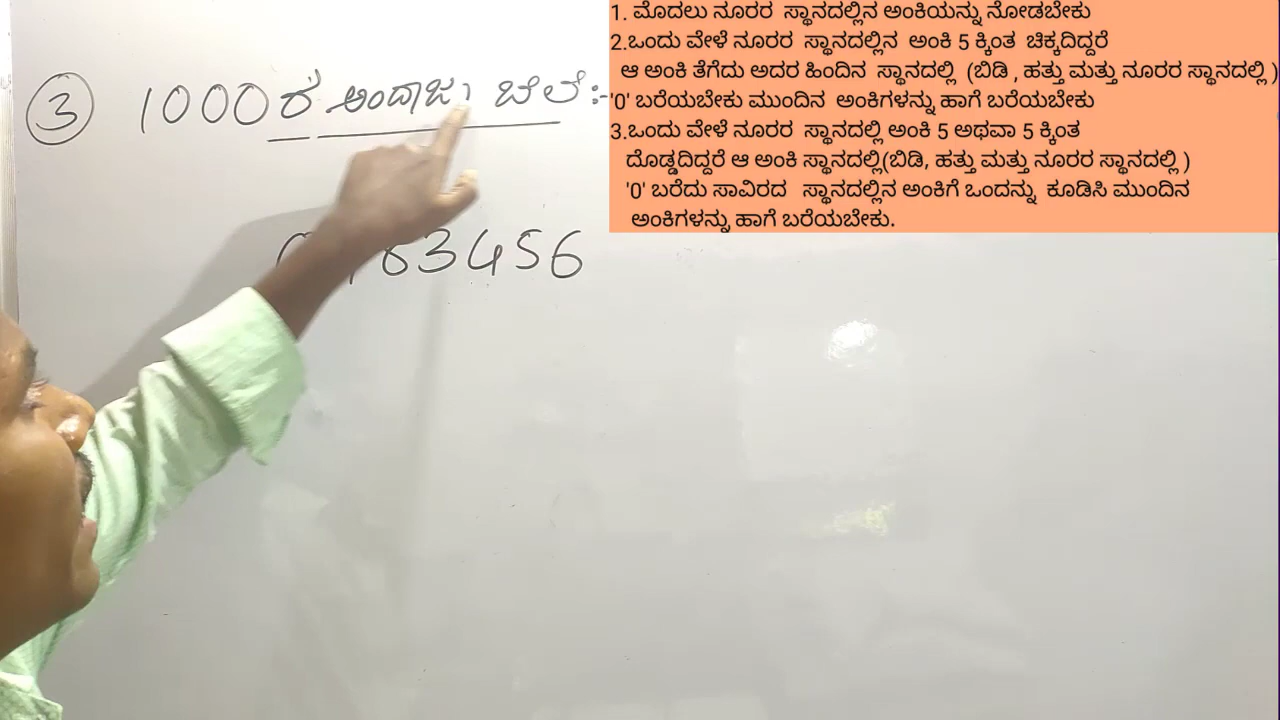 ③ 1000ರ ಅಂದಾಜು ಬೆಲೆ:-
83456
1. ಮೊದಲು ನೂರರ ಸ್ಥಾನದಲ್ಲಿನ ಅಂಕಿಯನ್ನು ನೋಡಬೇಕು
2.ಒಂದು ವೇಳೆ ನೂರರ ಸ್ಥಾನದಲ್ಲಿನ ಅಂಕಿ 5 ಕ್ಕಿಂತ ಚಿಕ್ಕದಿದ್ದರೆ
ಆ ಅಂಕಿ ತೆಗೆದು ಅದರ ಹಿಂದಿನ ಸ್ಥಾನದಲ್ಲಿ (ಬಿಡಿ , ಹತ್ತು ಮತ್ತು ನೂರರ ಸ್ಥಾನದಲ್ಲಿ )
'0' ಬರೆಯಬೇಕು ಮುಂದಿನ ಅಂಕಿಗಳನ್ನು ಹಾಗೆ ಬರೆಯಬೇಕು
3.ಒಂದು ವೇಳೆ ನೂರರ ಸ್ಥಾನದಲ್ಲಿ ಅಂಕಿ 5 ಅಥವಾ 5 ಕ್ಕಿಂತ
ದೊಡ್ಡದಿದ್ದರೆ ಆ ಅಂಕಿ ಸ್ಥಾನದಲ್ಲಿ(ಬಿಡಿ, ಹತ್ತು ಮತ್ತು ನೂರರ ಸ್ಥಾನದಲ್ಲಿ )
'0' ಬರೆದು ಸಾವಿರದ ಸ್ಥಾನದಲ್ಲಿನ ಅಂಕಿಗೆ ಒಂದನ್ನು ಕೂಡಿಸಿ ಮುಂದಿನ
ಅಂಕಿಗಳನ್ನು ಹಾಗೆ ಬರೆಯಬೇಕು.